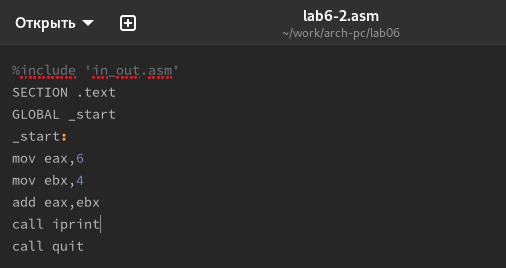 Открыть
lab6-2.asm
~/work/arch-pc/lab06
%include 'in_out.asm'
SECTION .text
GLOBAL _start
_start:
mov eax,6
mov ebx,4
add eax,ebx
call iprint
call quit